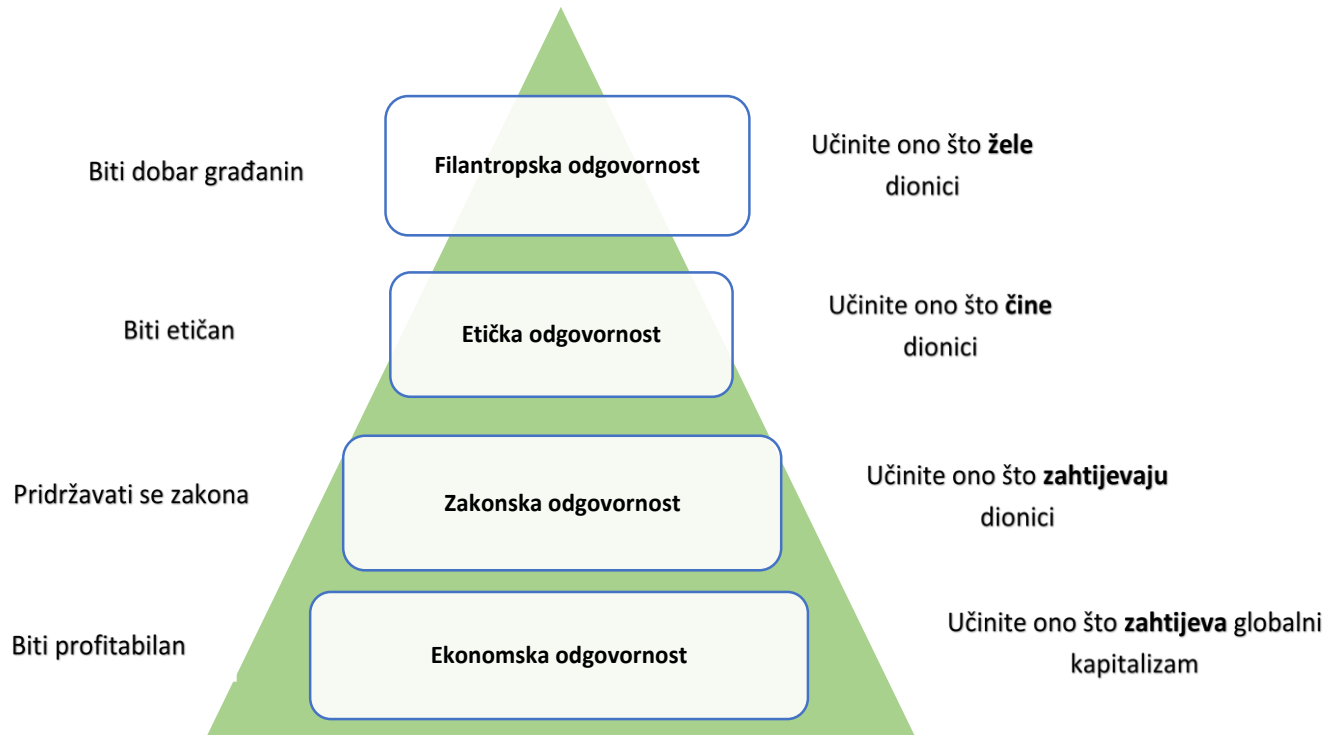 Biti dobar građanin
Filantropska odgovornost
Učinite ono što žele
dionici
Biti etičan
Etička odgovornost
Učinite ono što čine
dionici
Pridržavati se zakona
Zakonska odgovornost
Učinite ono što zahtijevaju
dionici
Biti profitabilan
Ekonomska odgovornost
Učinite ono što zahtijeva globalni
kapitalizam